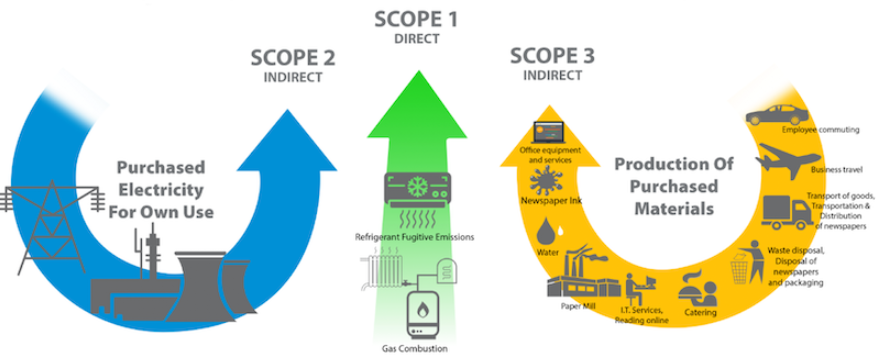 SCOPE 1
DIRECT
SCOPE 2
INDIRECT
SCOPE 3
INDIRECT
Purchased
Electricity
For Own Use
Refrigerant Fugitive Emissions
Gas Combustion
Production Of
Purchased
Materials
Office equipment
and services
Newspaper Ink
Water
Paper Mill
I.T. Services,
Reading online
Catering
Waste disposal,
Disposal of
newspapers
and packaging
Transport of goods,
Transportation &
Distribution
of newspapers
Business travel
Employee commuting